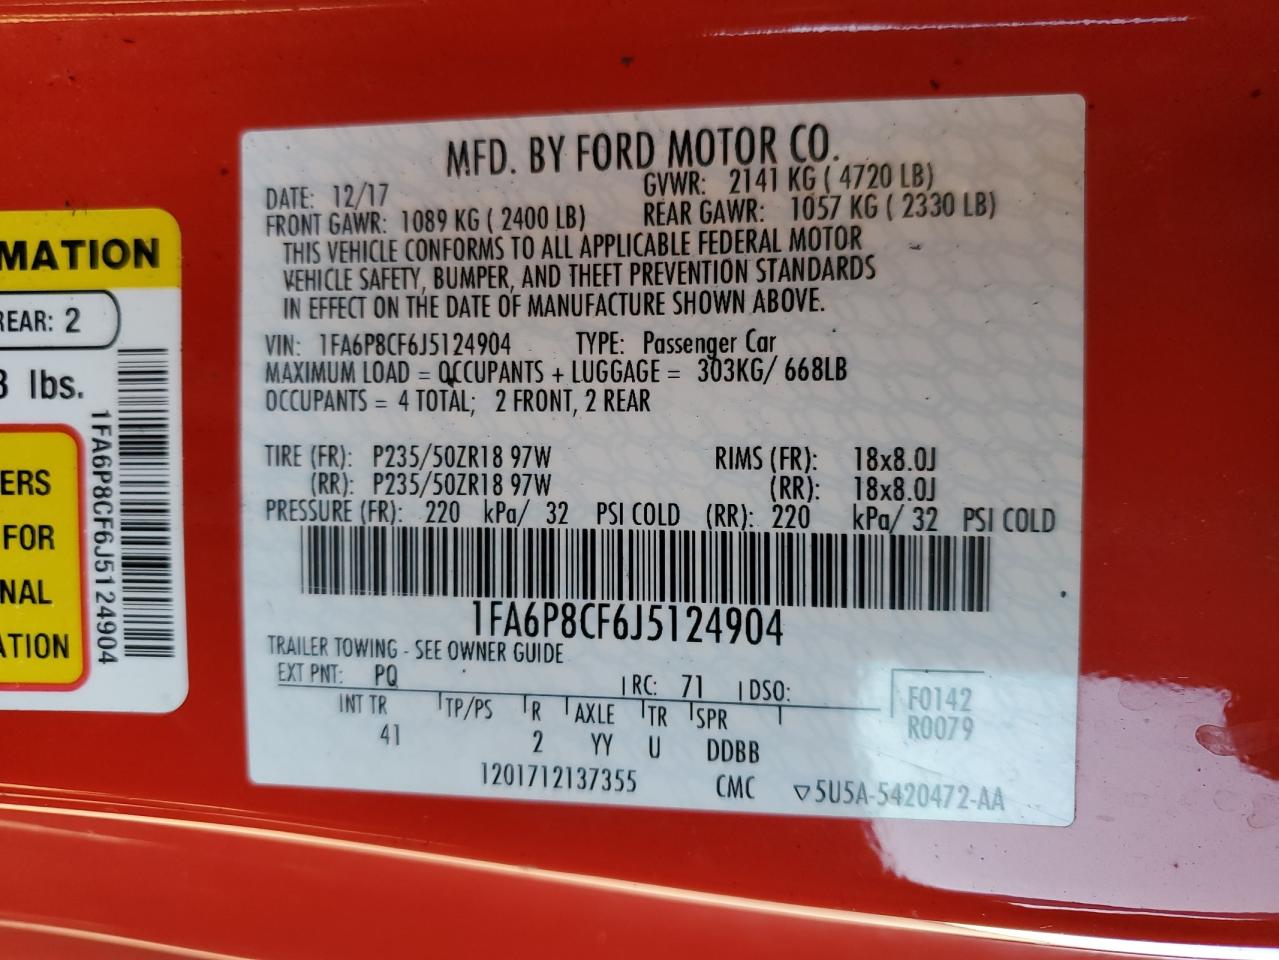 MATION
REAR: 2
8 lbs.
1FA6P8CF6J5124904
ERS
FOR
NAL
ATION
MFD. BY FORD MOTOR CO.
DATE: 12/17 GVWR: 2141 KG ( 4720 LB)
FRONT GAWR: 1089 KG ( 2400 LB) REAR GAWR: 1057 KG ( 2330 LB)
THIS VEHICLE CONFORMS TO ALL APPLICABLE FEDERAL MOTOR
VEHICLE SAFETY, BUMPER, AND THEFT PREVENTION STANDARDS
IN EFFECT ON THE DATE OF MANUFACTURE SHOWN ABOVE.
VIN: 1FA6P8CF6J5124904 TYPE: Passenger Car
MAXIMUM LOAD = OCCUPANTS + LUGGAGE = 303KG/ 668LB
OCCUPANTS = 4 TOTAL; 2 FRONT, 2 REAR
TIRE (FR): P235/50ZR18 97W RIMS (FR): 18x8.0J
(RR): P235/50ZR18 97W (RR): 18x8.0J
PRESSURE (FR): 220 kPa/ 32 PSI COLD (RR): 220 kPa/ 32 PSI COLD
1FA6P8CF6J5124904
TRAILER TOWING - SEE OWNER GUIDE
EXT PNT: PQ RC: 71 DSO: F0142
INT TR TP/PS R AXLE TR SPR R0079
41 2 YY U DDBB
1201712137355 CMC ▽5U5A-5420472-AA